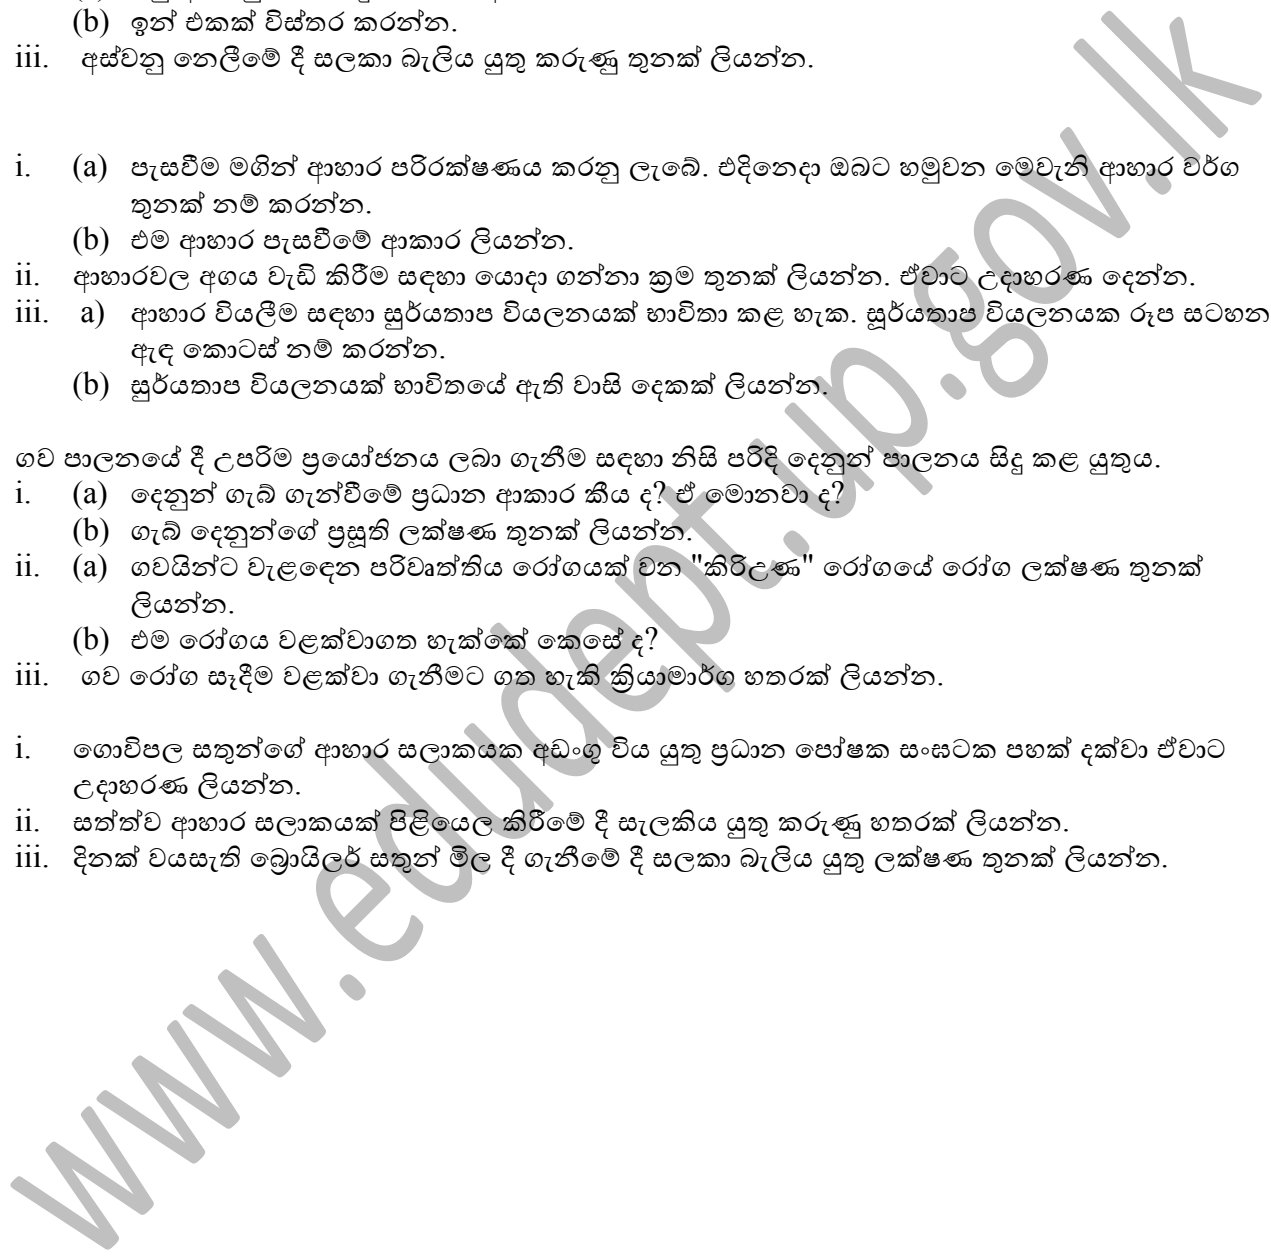 (b) ඉන් එකක් විස්තර කරන්න.
iii. අස්වනු නෙලීමේ දී සලකා බැලිය යුතු කරුණු තුනක් ලියන්න.
i. (a) පැසවීම මගින් ආහාර පරිරක්ෂණය කරනු ලැබේ. එදිනෙදා ඔබට හමුවන මෙවැනි ආහාර වර්ග
තුනක් නම් කරන්න.
(b) එම ආහාර පැසවීමේ ආකාර ලියන්න.
ii. ආහාරවල අගය වැඩි කිරීම සඳහා යොදා ගන්නා ක්‍රම තුනක් ලියන්න. ඒවාට උදාහරණ දෙන්න.
iii. a) ආහාර වියලීම සඳහා සුර්යතාප වියලනයක් භාවිතා කළ හැක. සූර්යතාප වියලනයක රූප සටහන
ඇඳ කොටස් නම් කරන්න.
(b) සුර්යතාප වියලනයක් භාවිතයේ ඇති වාසි දෙකක් ලියන්න.
ගව පාලනයේ දී උපරිම ප්‍රයෝජනය ලබා ගැනීම සඳහා නිසි පරිදි දෙනුන් පාලනය සිදු කළ යුතුය.
i. (a) දෙනුන් ගැබ් ගැන්වීමේ ප්‍රධාන ආකාර කීය ද? ඒ මොනවා ද?
(b) ගැබ් දෙනුන්ගේ ප්‍රසූති ලක්ෂණ තුනක් ලියන්න.
ii. (a) ගවයින්ට වැළඳෙන පරිවෘත්තිය රෝගයක් වන "කිරිඋණ" රෝගයේ රෝග ලක්ෂණ තුනක්
ලියන්න.
(b) එම රෝගය වළක්වාගත හැක්කේ කෙසේ ද?
iii. ගව රෝග සෑදීම වළක්වා ගැනීමට ගත හැකි ක්‍රියාමාර්ග හතරක් ලියන්න.
i. ගොවිපල සතුන්ගේ ආහාර සලාකයක අඩංගු විය යුතු ප්‍රධාන පෝෂක සංඝටක පහක් දක්වා ඒවාට
උදාහරණ ලියන්න.
ii. සත්ත්ව ආහාර සලාකයක් පිළියෙල කිරීමේ දී සැලකිය යුතු කරුණු හතරක් ලියන්න.
iii. දිනක් වයසැති බ්‍රොයිලර් සතුන් මිල දී ගැනීමේ දී සලකා බැලිය යුතු ලක්ෂණ තුනක් ලියන්න.
www.edudept.up.gov.lk